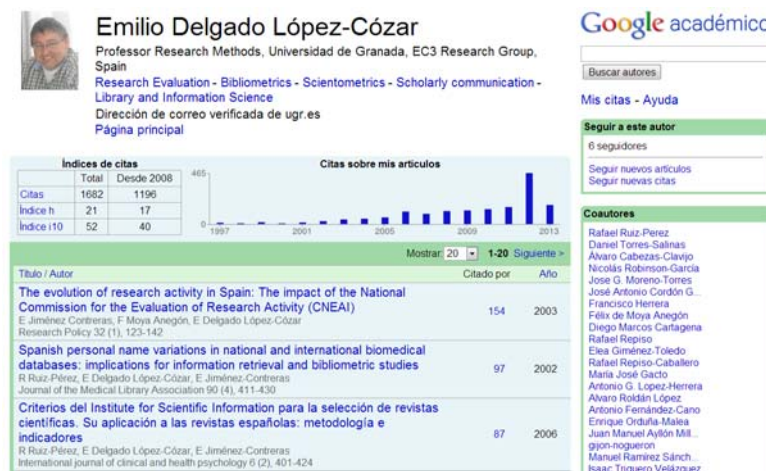 Emilio Delgado López-Cózar
Professor Research Methods, Universidad de Granada, EC3 Research Group,
Spain
Research Evaluation - Bibliometrics - Scientometrics - Scholarly communication -
Library and Information Science
Dirección de correo verificada de ugr.es
Página principal
Google académico
Buscar autores
Mis citas - Ayuda
Seguir a este autor
6 seguidores
Seguir nuevos artículos
Seguir nuevas citas
Índices de citas
Total Desde 2008
Citas 1682 1196
Índice h 21 17
Índice i10 52 40
Citas sobre mis artículos
465
0
1997 2001 2005 2009 2013
Mostrar: 20 1-20 Siguiente >
Título / Autor Citado por Año
The evolution of research activity in Spain: The impact of the National
Commission for the Evaluation of Research Activity (CNEAI) 154 2003
E Jiménez Contreras, F Moya Anegón, E Delgado López-Cózar
Research Policy 32 (1), 123-142
Spanish personal name variations in national and international biomedical
databases: implications for information retrieval and bibliometric studies 97 2002
R Ruiz-Pérez, E Delgado López-Cózar, E Jiménez-Contreras
Journal of the Medical Library Association 90 (4), 411-430
Criterios del Institute for Scientific Information para la selección de revistas
científicas. Su aplicación a las revistas españolas: metodología e
indicadores 87 2006
R Ruiz-Pérez, E Delgado López-Cózar, E Jiménez-Contreras
International journal of clinical and health psychology 6 (2), 401-424
Coautores
Rafael Ruiz-Perez
Daniel Torres-Salinas
Álvaro Cabezas-Clavijo
Nicolás Robinson-García
Jose G. Moreno-Torres
José Antonio Cordón G...
Francisco Herrera
Félix de Moya Anegón
Diego Marcos Cartagena
Rafael Repiso
Elea Giménez-Toledo
Rafael Repiso-Caballero
María José Gacto
Antonio G. Lopez-Herrera
Alvaro Roldán López
Antonio Fernández-Cano
Enrique Orduña-Malea
Juan Manuel Ayllón Mill...
gijon-nogueron
Manuel Ramírez Sánch...
Isaac Triguero Velázquez